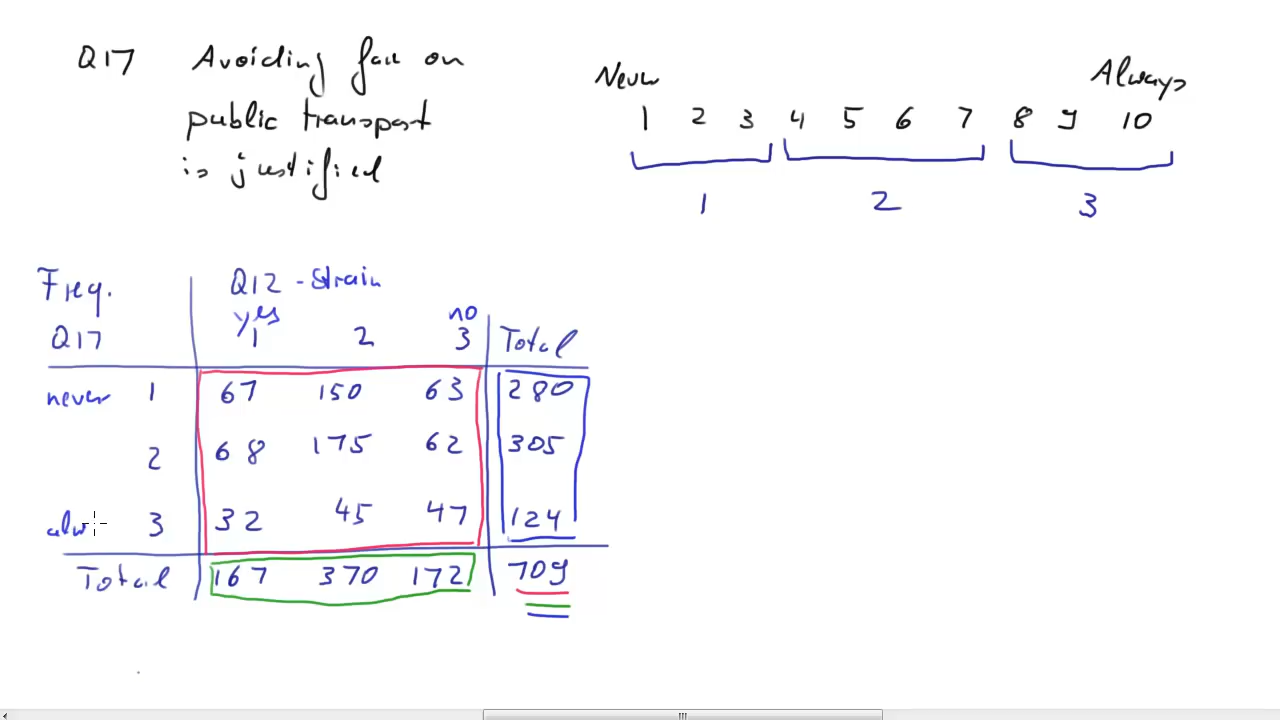 Q17 Avoiding fare on
public transport
is justified
Never Always
1 2 3 4 5 6 7 8 9 10
1 2 3
Freq. Q12 - Strain
yes no
Q17 1 2 3 Total
never 1 67 150 63 280
2 68 175 62 305
alw 3 32 45 47 124
Total 167 370 172 709